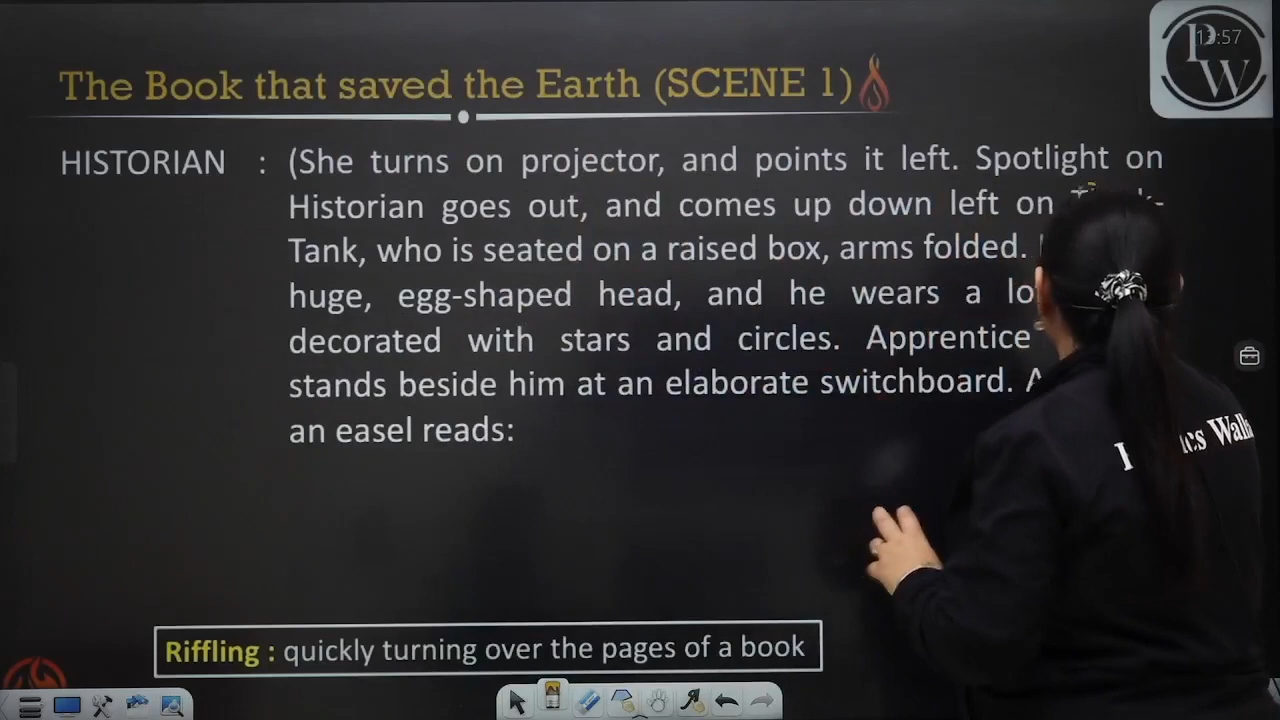 13:57
PW
The Book that saved the Earth (SCENE 1)
HISTORIAN : (She turns on projector, and points it left. Spotlight on
Historian goes out, and comes up down left on
Tank, who is seated on a raised box, arms folded.
huge, egg-shaped head, and he wears a
decorated with stars and circles. Apprentice
stands beside him at an elaborate switchboard.
an easel reads:
Riffling : quickly turning over the pages of a book